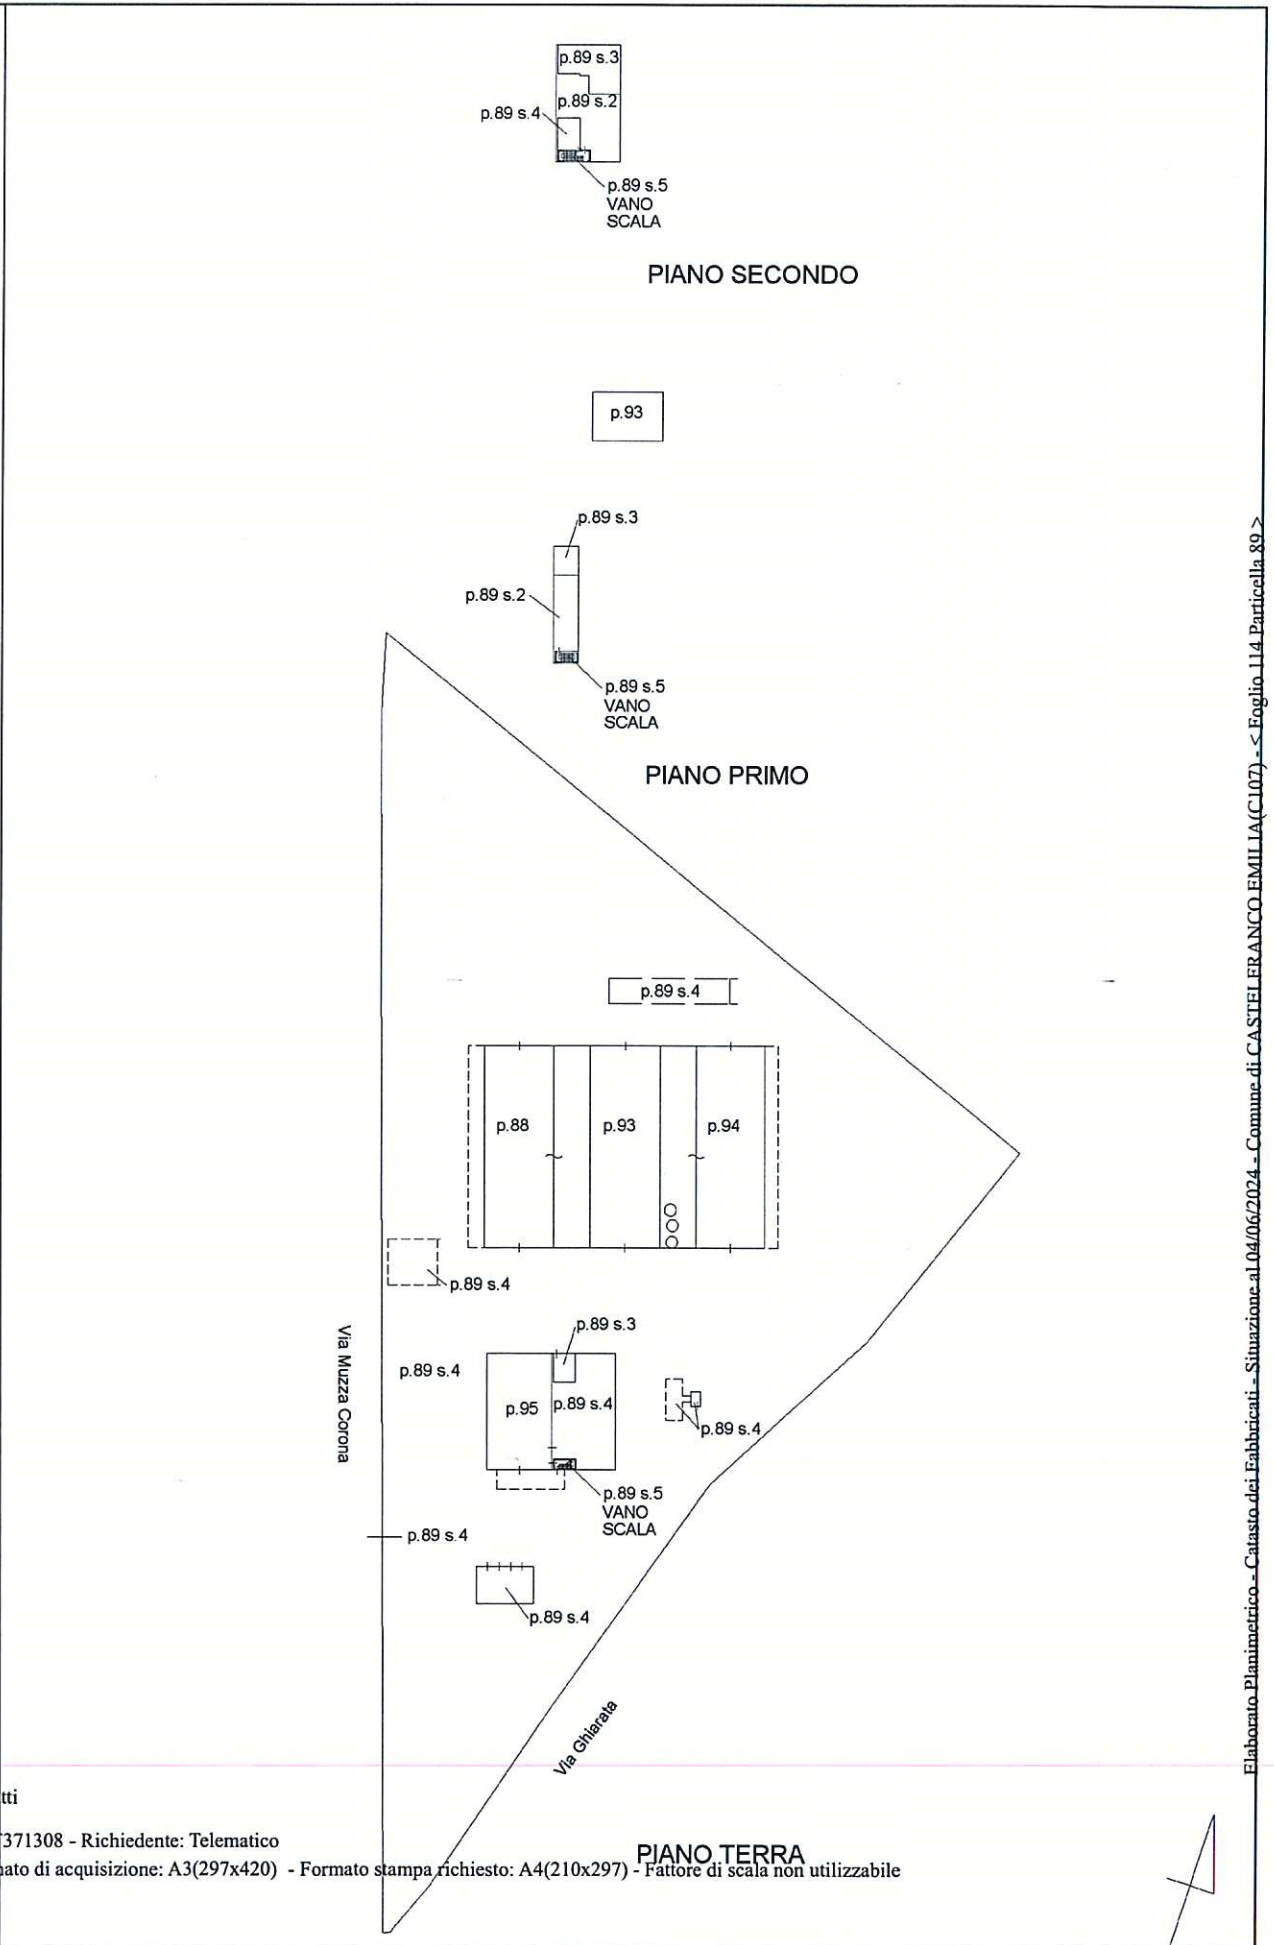 p.89 s.3
p.89 s.2
p.89 s.4
p.89 s.5
VANO
SCALA
PIANO SECONDO
p.93
p.89 s.3
p.89 s.2
p.89 s.5
VANO
SCALA
PIANO PRIMO
p.89 s.4
p.88
p.93
p.94
p.89 s.4
p.89 s.3
p.89 s.4
p.95
p.89 s.4
p.89 s.4
p.89 s.5
VANO
SCALA
p.89 s.4
p.89 s.4
Via Muzza Corona
Via Ghiarata
PIANO TERRA
tti
371308 - Richiedente: Telematico
ato di acquisizione: A3(297x420) - Formato stampa richiesto: A4(210x297) - Fattore di scala non utilizzabile
Elaborato Planimetrico - Catasto dei Fabbricati - Situazione al 04/06/2024 - Comune di CASTELFRANCO EMILIA(C107) - < Foglio 114 Particella 89 >